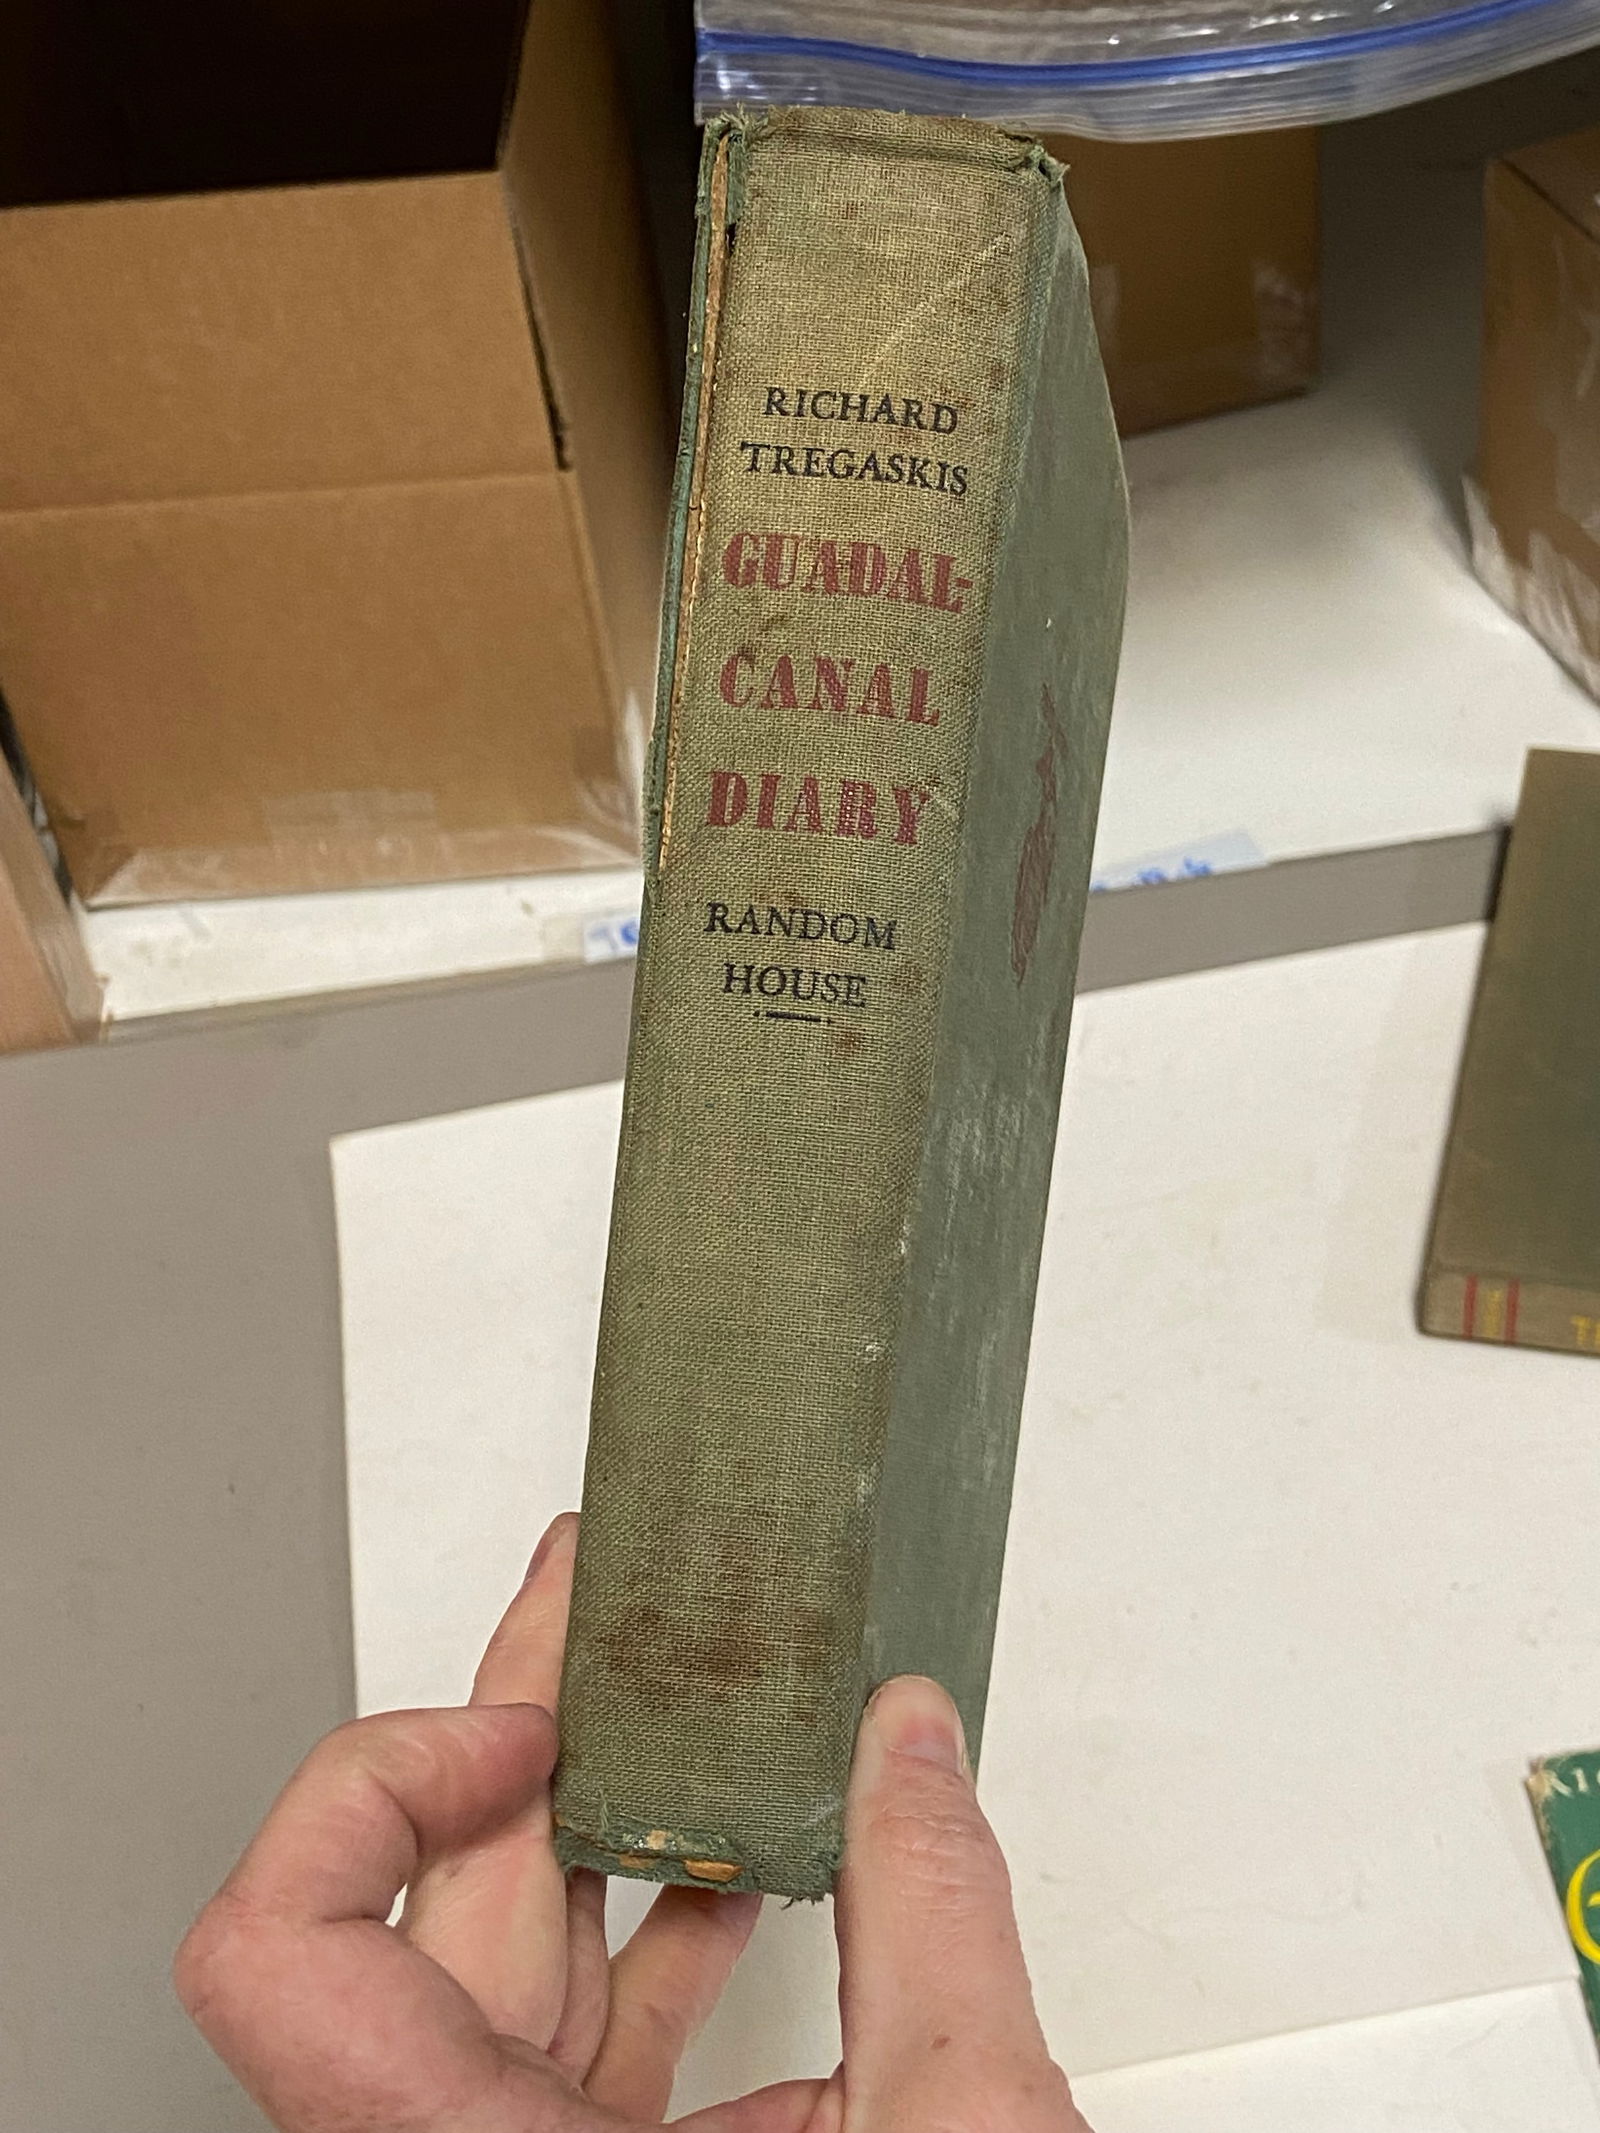 RICHARD
TREGASKIS
GUADAL-
CANAL
DIARY
RANDOM
HOUSE